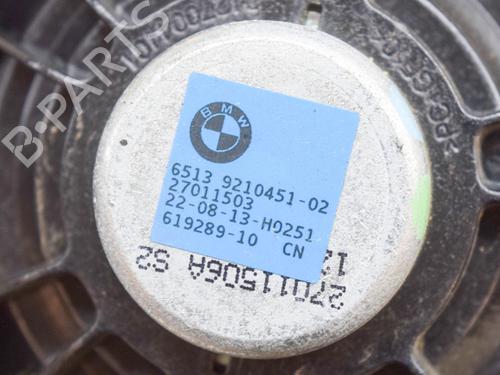 BMW
6513 9210451-02
27011503
22-08-13-H0251
619289-10 CN
27011506A S2
B-PARTS